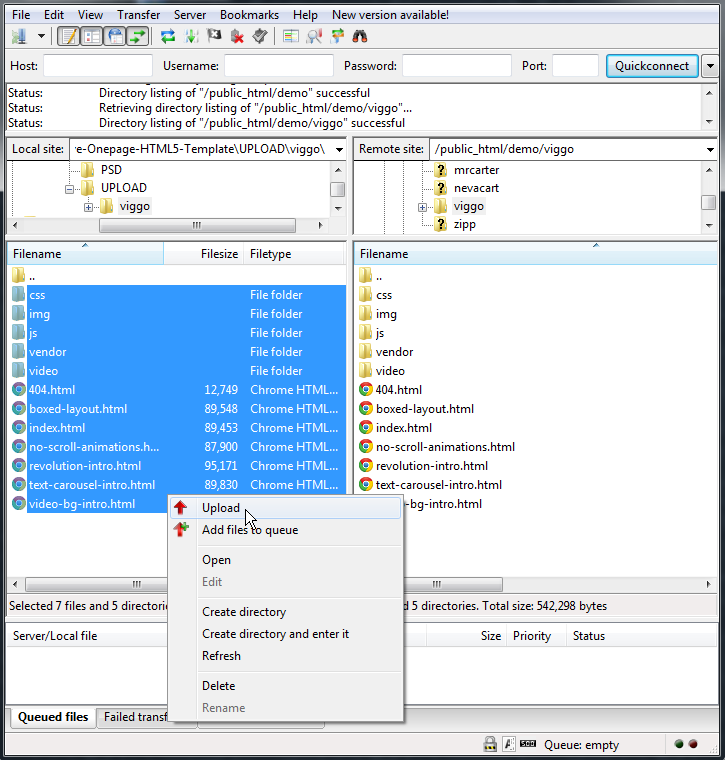 File Edit View Transfer Server Bookmarks Help New version available!
Host: Username: Password: Port: Quickconnect
Status: Directory listing of "/public_html/demo" successful
Status: Retrieving directory listing of "/public_html/demo/viggo"...
Status: Directory listing of "/public_html/demo/viggo" successful
Local site: e-Onepage-HTML5-Template\UPLOAD\viggo\
PSD
UPLOAD
viggo
Remote site: /public_html/demo/viggo
mrcarter
nevacart
viggo
zipp
Filename Filesize Filetype
..
css File folder
img File folder
js File folder
vendor File folder
video File folder
404.html 12,749 Chrome HTML...
boxed-layout.html 89,548 Chrome HTML...
index.html 89,453 Chrome HTML...
no-scroll-animations.h... 87,900 Chrome HTML...
revolution-intro.html 95,171 Chrome HTML...
text-carousel-intro.html 89,830 Chrome HTML...
video-bg-intro.html
Filename
..
css
img
js
vendor
video
404.html
boxed-layout.html
index.html
no-scroll-animations.html
revolution-intro.html
text-carousel-intro.html
-bg-intro.html
Upload
Add files to queue
Open
Edit
Create directory
Create directory and enter it
Refresh
Delete
Rename
Selected 7 files and 5 directorie
d 5 directories. Total size: 542,298 bytes
Server/Local file Size Priority Status
Queued files Failed transf
Queue: empty